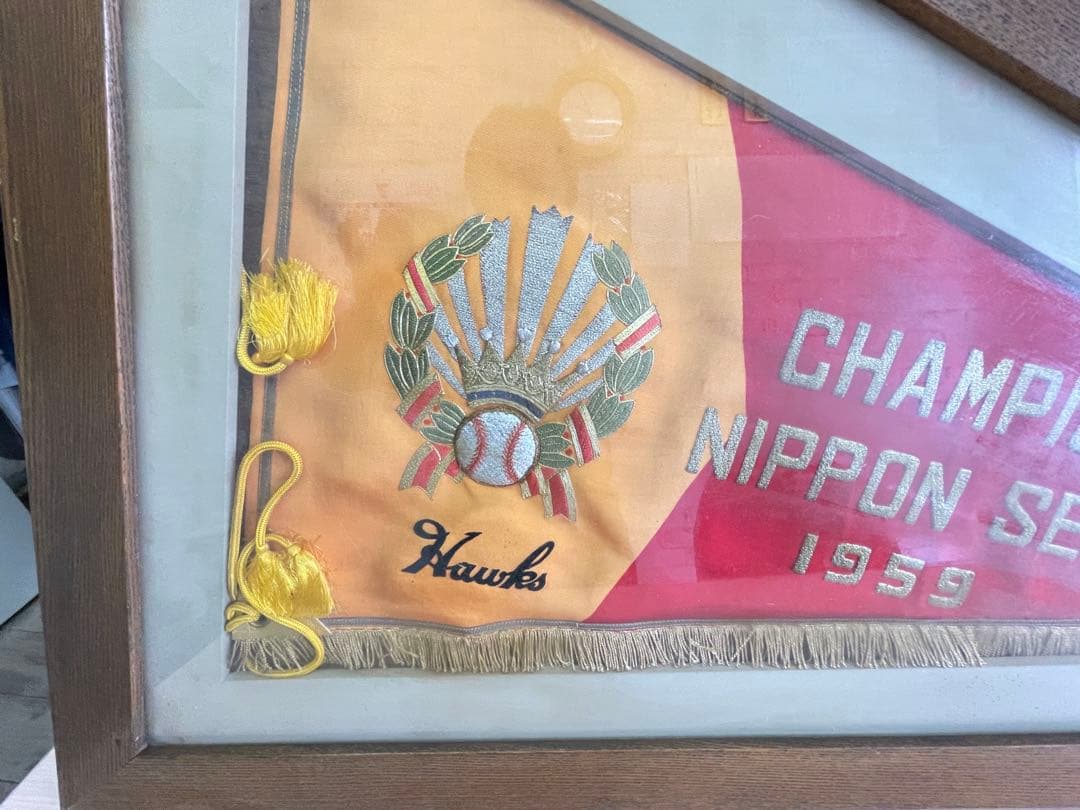 CHAMPI
NIPPON SE
1959
Hawks